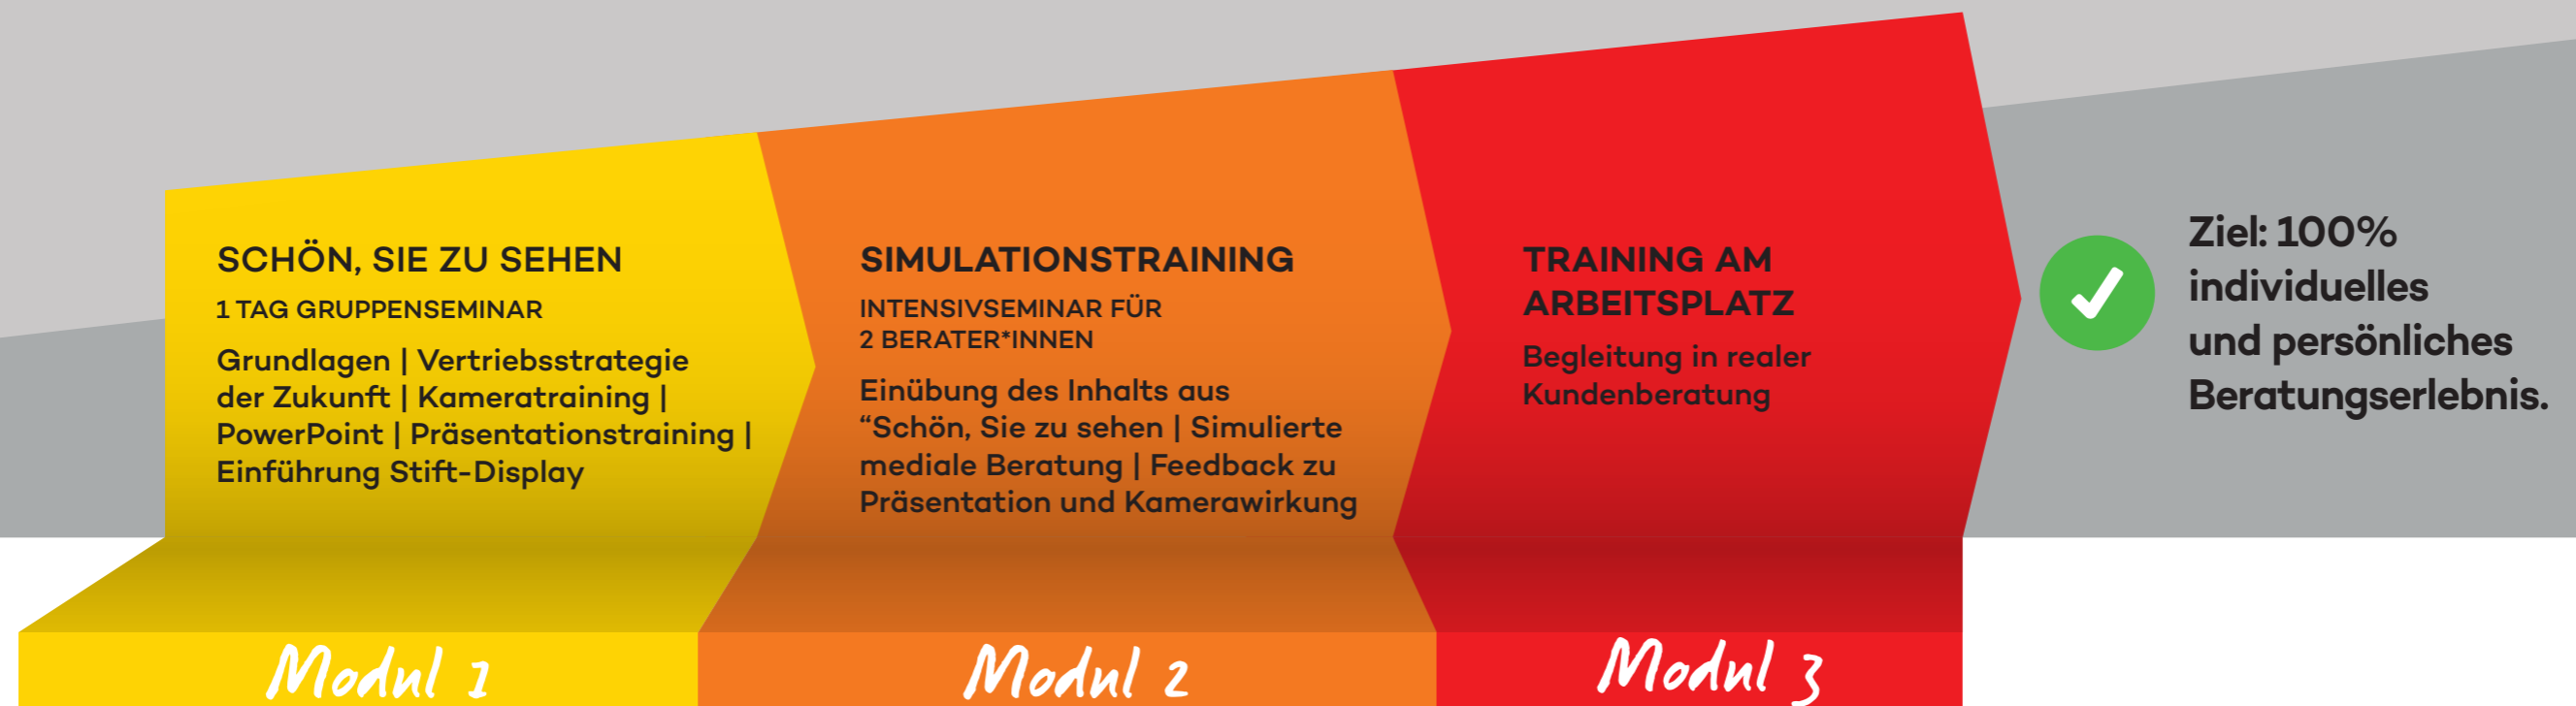 SCHÖN, SIE ZU SEHEN
1 TAG GRUPPENSEMINAR
Grundlagen | Vertriebsstrategie
der Zukunft | Kameratraining |
PowerPoint | Präsentationstraining |
Einführung Stift-Display
Modul 1
SIMULATIONSTRAINING
INTENSIVSEMINAR FÜR
2 BERATER*INNEN
Einübung des Inhalts aus
“Schön, Sie zu sehen | Simulierte
mediale Beratung | Feedback zu
Präsentation und Kamerawirkung
Modul 2
TRAINING AM
ARBEITSPLATZ
Begleitung in realer
Kundenberatung
Modul 3
Ziel: 100%
individuelles
und persönliches
Beratungserlebnis.